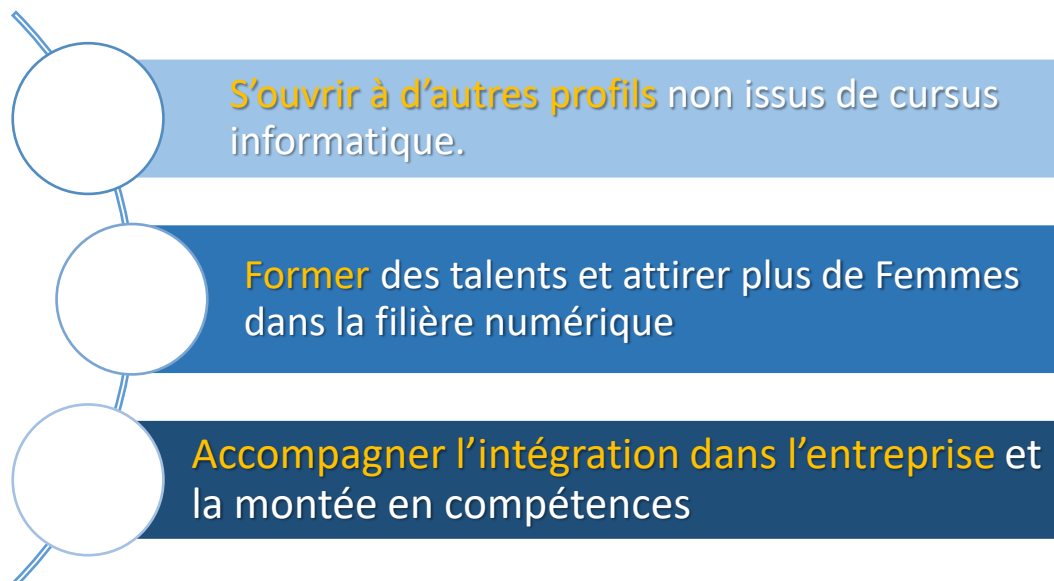 S’ouvrir à d’autres profils non issus de cursus
informatique.
Former des talents et attirer plus de Femmes
dans la filière numérique
Accompagner l’intégration dans l’entreprise et
la montée en compétences